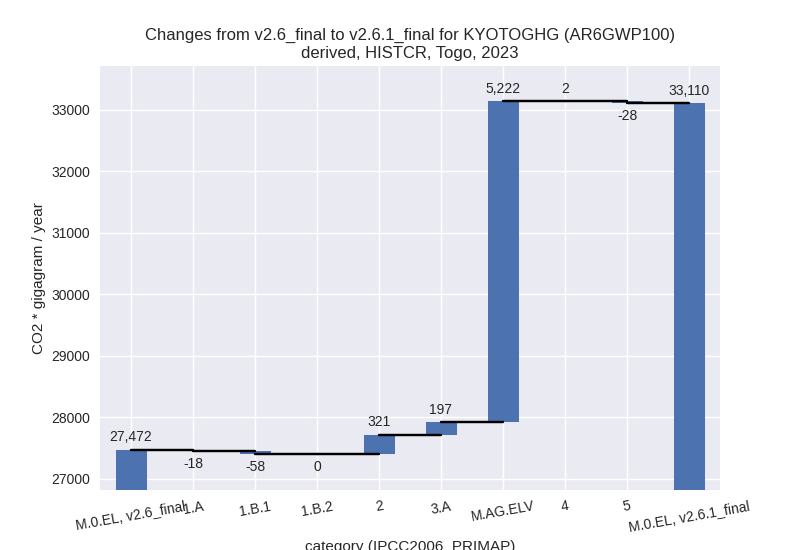 Changes from v2.6_final to v2.6.1_final for KYOTOGHG (AR6GWP100)
derived, HISTCR, Togo, 2023
CO2 * gigagram / year
33000
32000
31000
30000
29000
28000
27000
27,472
-18
-58
0
321
197
5,222
2
-28
33,110
M.0.EL, v2.6_final
1.A
1.B.1
1.B.2
2
3.A
M.AG.ELV
4
5
M.0.EL, v2.6.1_final
category (IPCC2006_PRIMAP)